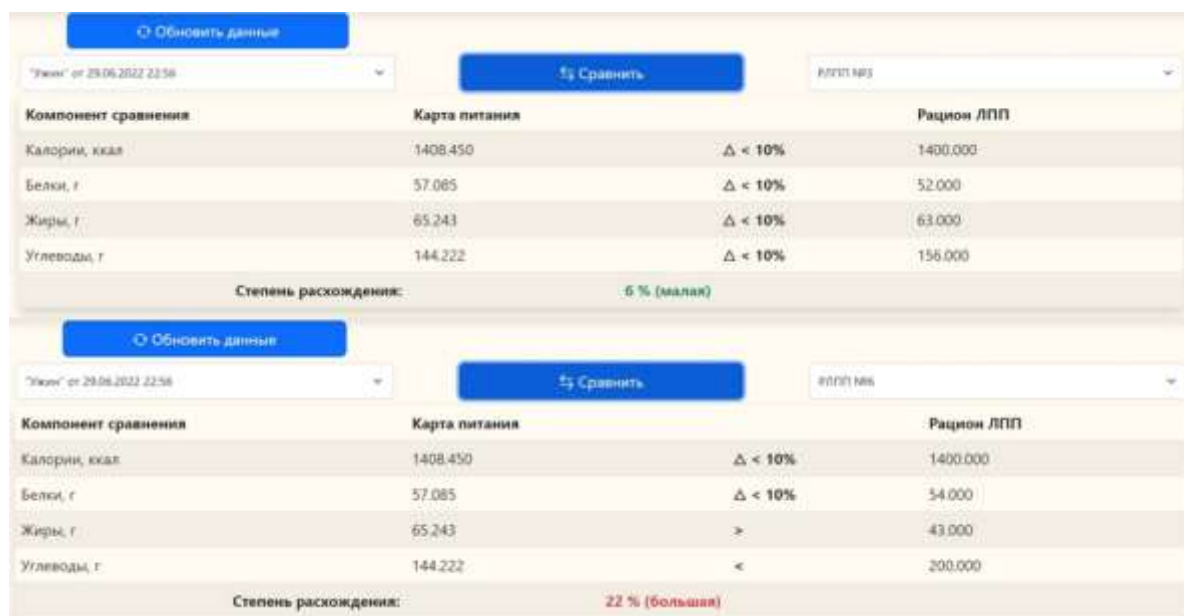 Обновить данные
"Ужин" от 29.06.2022 22:56 Сравнить РЛПП №3
Компонент сравнения Карта питания Рацион ЛПП
Калории, ккал 1408.450 Δ < 10% 1400.000
Белки, г 57.085 Δ < 10% 52.000
Жиры, г 65.243 Δ < 10% 63.000
Углеводы, г 144.222 Δ < 10% 156.000
Степень расхождения: 6 % (малая)
Обновить данные
"Ужин" от 29.06.2022 22:56 Сравнить РЛПП №6
Компонент сравнения Карта питания Рацион ЛПП
Калории, ккал 1408.450 Δ < 10% 1400.000
Белки, г 57.085 Δ < 10% 54.000
Жиры, г 65.243 > 43.000
Углеводы, г 144.222 < 200.000
Степень расхождения: 22 % (большая)